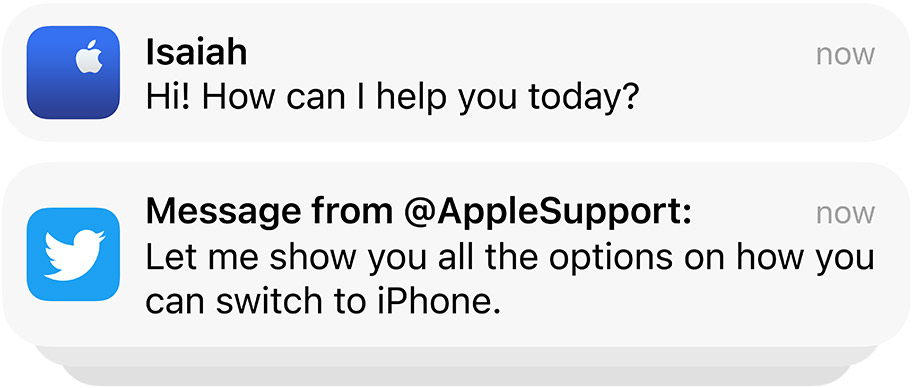 Isaiah
now
Hi! How can I help you today?
Message from @AppleSupport:
now
Let me show you all the options on how you
can switch to iPhone.